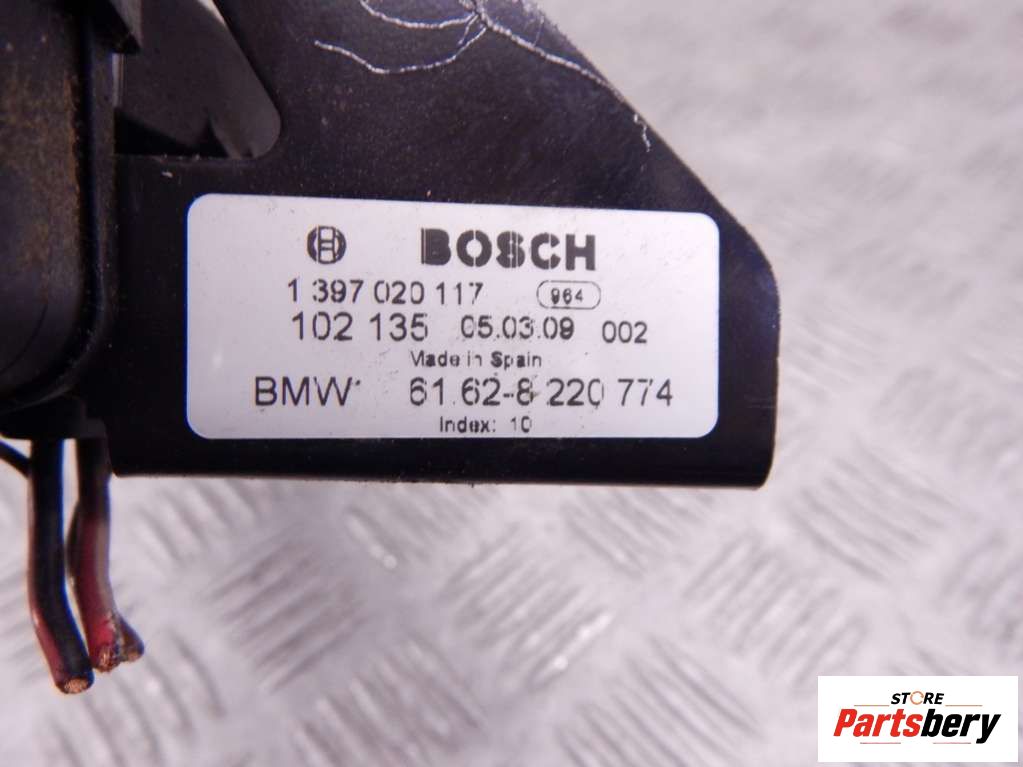 BOSCH
1 397 020 117 964
102 135 05.03.09 002
Made in Spain
BMW 61.62-8 220 774
Index: 10
STORE
Partsbery